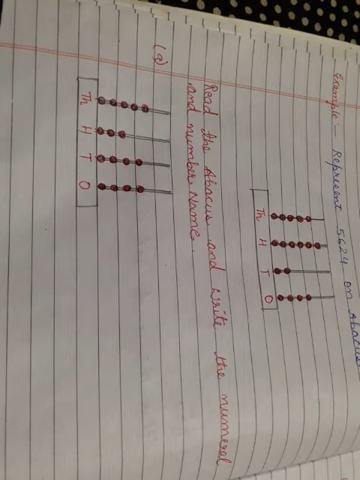 Example:- Represent 5624 on Abacus
Th H T O
Read the Abacus and write the numeral
and number Name.
(a)
Th H T O